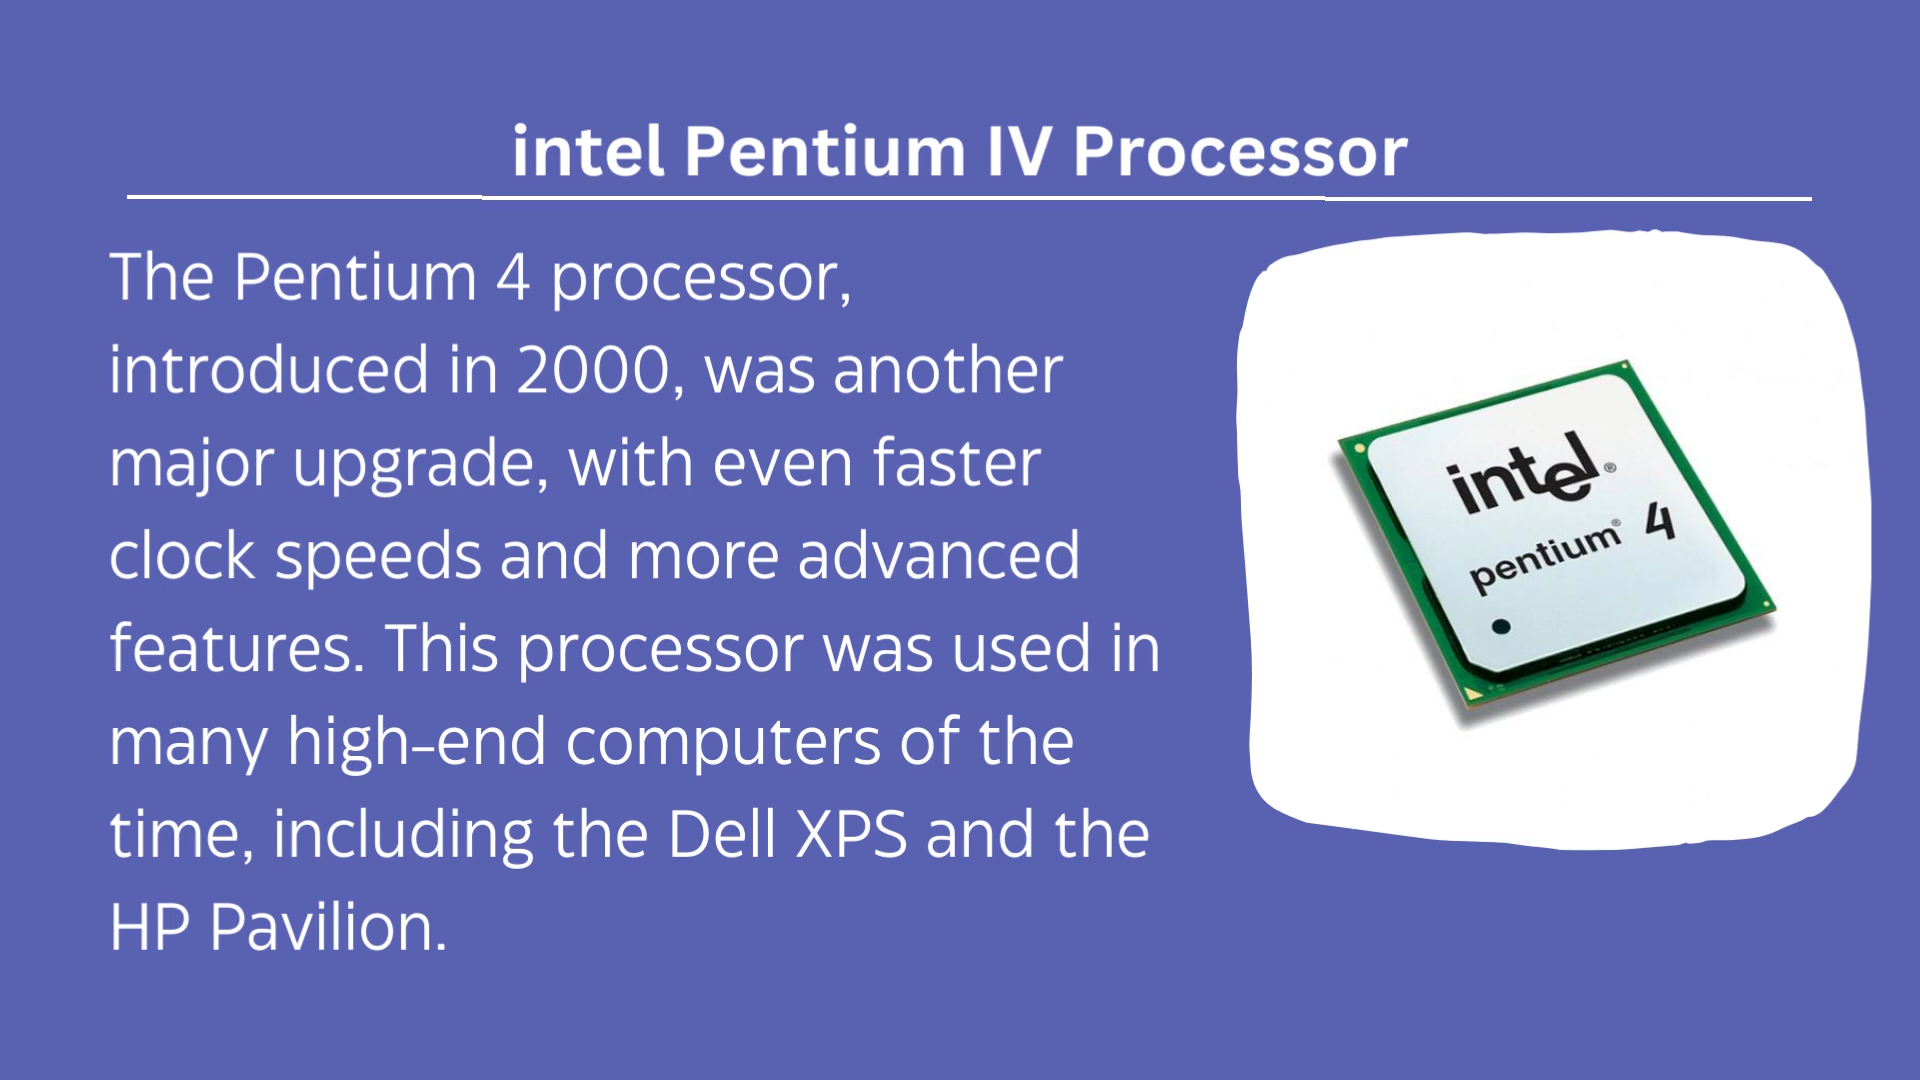 intel Pentium IV Processor
The Pentium 4 processor,
introduced in 2000, was another
major upgrade, with even faster
clock speeds and more advanced
features. This processor was used in
many high-end computers of the
time, including the Dell XPS and the
HP Pavilion.
intel®
pentium® 4